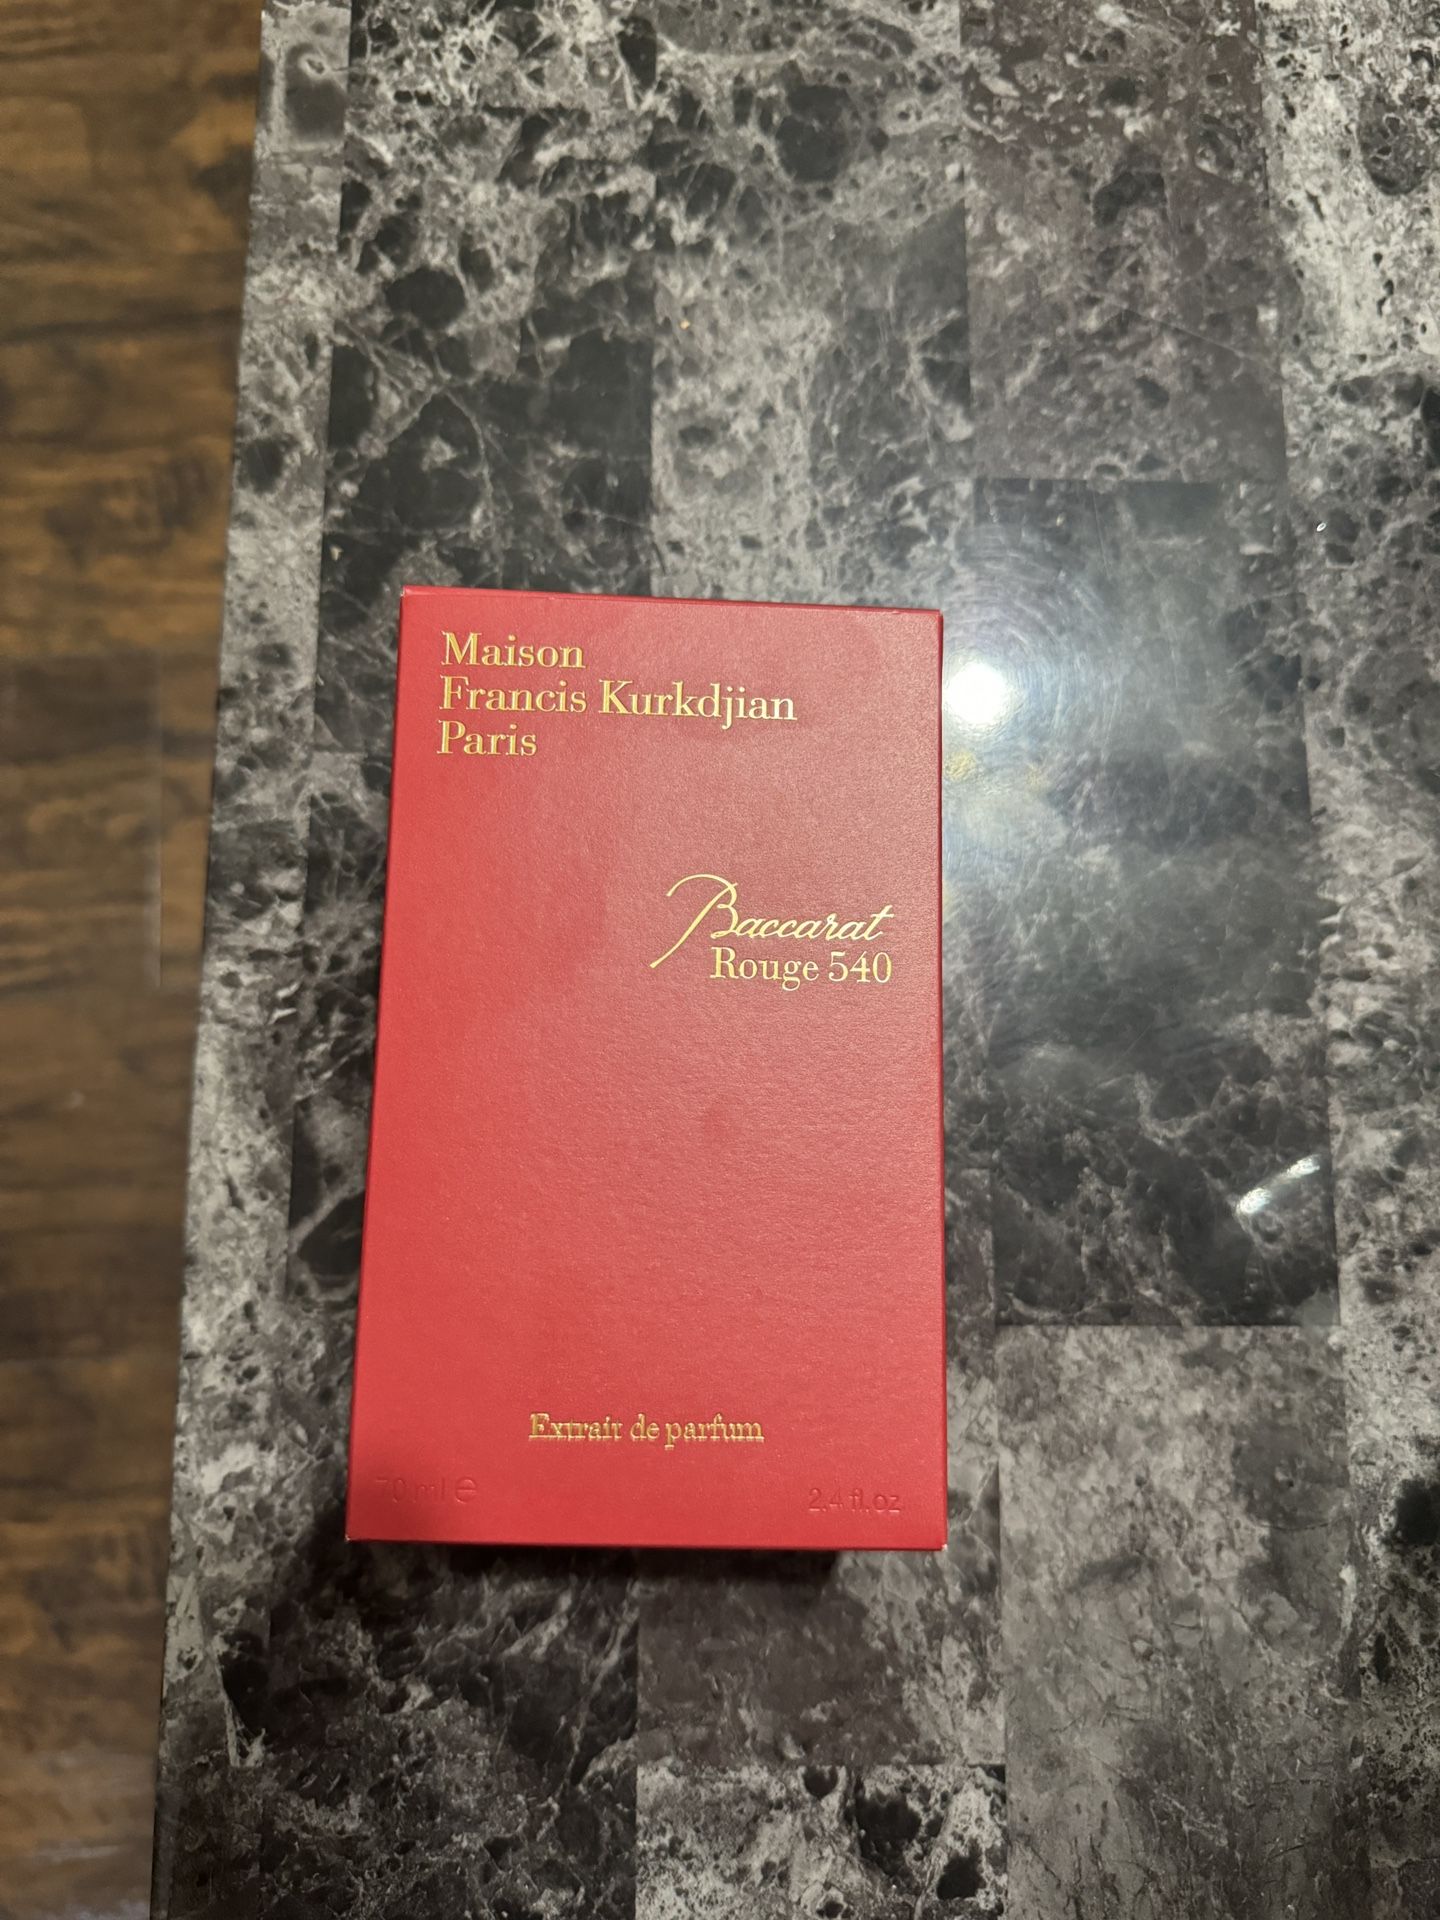 Maison
Francis Kurkdjian
Paris
Baccarat
Rouge 540
Extrait de parfum
70 ml ℮ 2.4 fl.oz